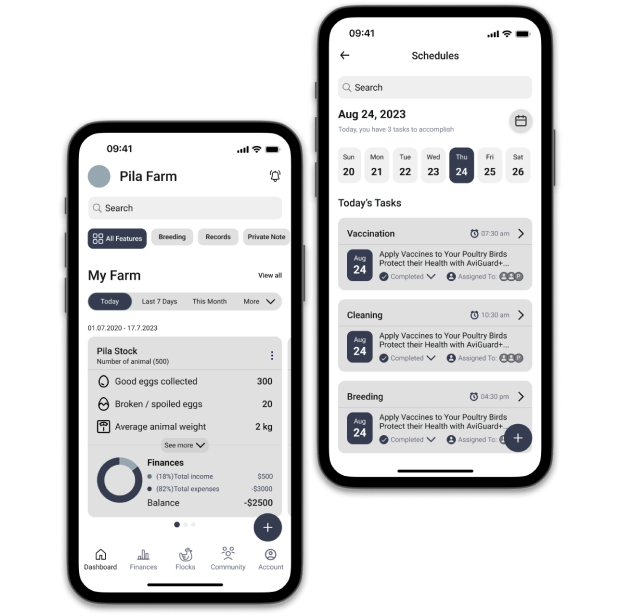 09:41
Pila Farm
Search
All Features
Breeding
Records
Private Note
My Farm
View all
Today
Last 7 Days
This Month
More
01.07.2020 - 17.7.2023
Pila Stock
Number of animal (500)
Good eggs collected 300
Broken / spoiled eggs 20
Average animal weight 2 kg
See more
Finances
(18%)Total income $500
(82%)Total expenses -$3000
Balance -$2500
Dashboard
Finances
Flocks
Community
Account
09:41
Schedules
Search
Aug 24, 2023
Today, you have 3 tasks to accomplish
Sun Mon Tue Wed Thu Fri Sat
20 21 22 23 24 25 26
Today's Tasks
Vaccination 07:30 am
Aug
24
Apply Vaccines to Your Poultry Birds
Protect their Health with AviGuard+...
Completed Assigned To: P
Cleaning 10:30 am
Aug
24
Apply Vaccines to Your Poultry Birds
Protect their Health with AviGuard+...
Completed Assigned To: P
Breeding 04:30 pm
Aug
24
Apply Vaccines to Your Poultry Birds
Protect their Health with AviGuard+...
Completed Assigned To: